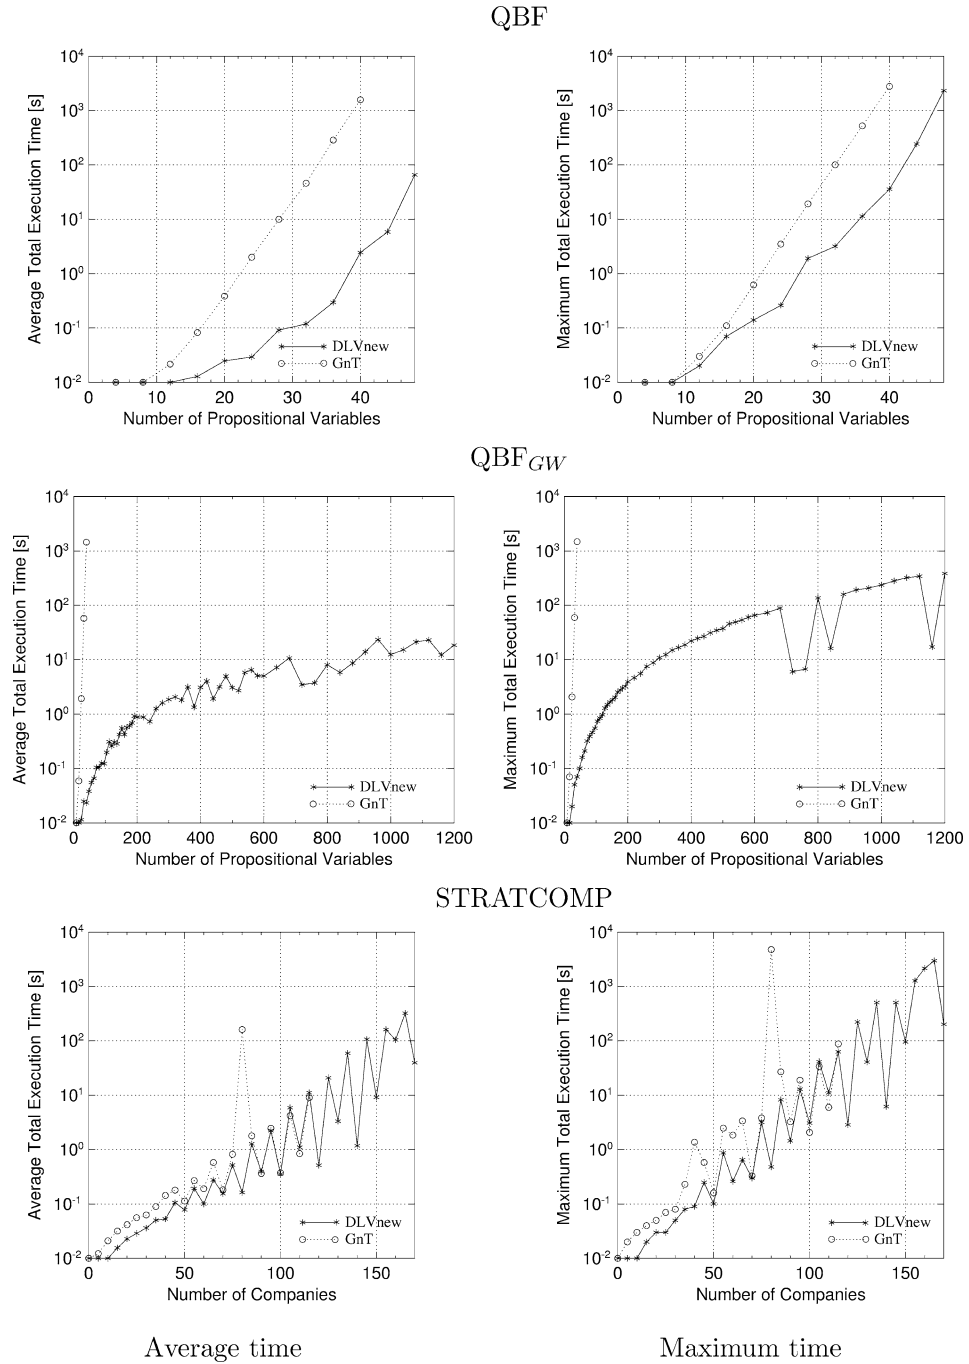 QBF
10^4 10^3 10^2 10^1 10^0 10^-1 10^-2
Average Total Execution Time [s]
DLVnew
GnT
0 10 20 30 40
Number of Propositional Variables
10^4 10^3 10^2 10^1 10^0 10^-1 10^-2
Maximum Total Execution Time [s]
DLVnew
GnT
0 10 20 30 40
Number of Propositional Variables
QBF_GW
10^4 10^3 10^2 10^1 10^0 10^-1 10^-2
Average Total Execution Time [s]
DLVnew
GnT
0 200 400 600 800 1000 1200
Number of Propositional Variables
10^4 10^3 10^2 10^1 10^0 10^-1 10^-2
Maximum Total Execution Time [s]
DLVnew
GnT
0 200 400 600 800 1000 1200
Number of Propositional Variables
STRATCOMP
10^4 10^3 10^2 10^1 10^0 10^-1 10^-2
Average Total Execution Time [s]
DLVnew
GnT
0 50 100 150
Number of Companies
10^4 10^3 10^2 10^1 10^0 10^-1 10^-2
Maximum Total Execution Time [s]
DLVnew
GnT
0 50 100 150
Number of Companies
Average time
Maximum time